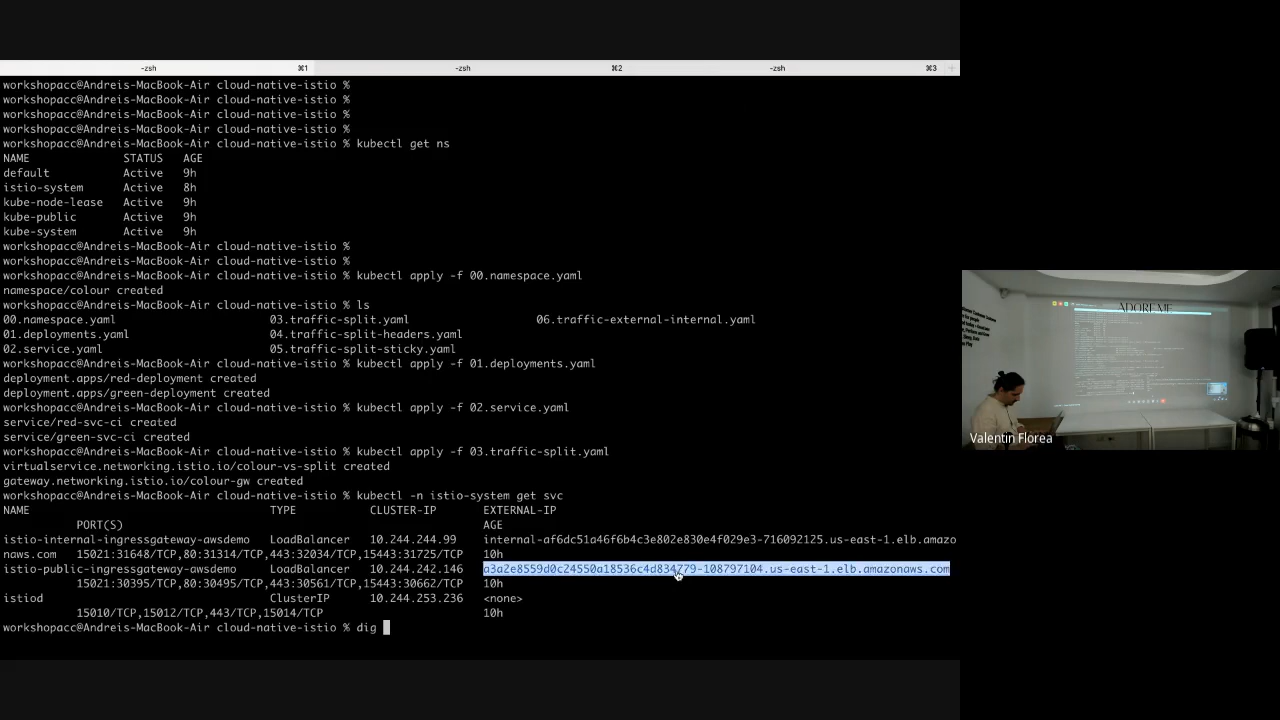 -zsh ⌘1 -zsh ⌘2 -zsh ⌘3 +
workshopacc@Andreis-MacBook-Air cloud-native-istio %
workshopacc@Andreis-MacBook-Air cloud-native-istio %
workshopacc@Andreis-MacBook-Air cloud-native-istio %
workshopacc@Andreis-MacBook-Air cloud-native-istio %
workshopacc@Andreis-MacBook-Air cloud-native-istio % kubectl get ns
NAME STATUS AGE
default Active 9h
istio-system Active 8h
kube-node-lease Active 9h
kube-public Active 9h
kube-system Active 9h
workshopacc@Andreis-MacBook-Air cloud-native-istio %
workshopacc@Andreis-MacBook-Air cloud-native-istio %
workshopacc@Andreis-MacBook-Air cloud-native-istio % kubectl apply -f 00.namespace.yaml
namespace/colour created
workshopacc@Andreis-MacBook-Air cloud-native-istio % ls
00.namespace.yaml 03.traffic-split.yaml 06.traffic-external-internal.yaml
01.deployments.yaml 04.traffic-split-headers.yaml
02.service.yaml 05.traffic-split-sticky.yaml
workshopacc@Andreis-MacBook-Air cloud-native-istio % kubectl apply -f 01.deployments.yaml
deployment.apps/red-deployment created
deployment.apps/green-deployment created
workshopacc@Andreis-MacBook-Air cloud-native-istio % kubectl apply -f 02.service.yaml
service/red-svc-ci created
service/green-svc-ci created
workshopacc@Andreis-MacBook-Air cloud-native-istio % kubectl apply -f 03.traffic-split.yaml
virtualservice.networking.istio.io/colour-vs-split created
gateway.networking.istio.io/colour-gw created
workshopacc@Andreis-MacBook-Air cloud-native-istio % kubectl -n istio-system get svc
NAME TYPE CLUSTER-IP EXTERNAL-IP
PORT(S) AGE
istio-internal-ingressgateway-awsdemo LoadBalancer 10.244.244.99 internal-af6dc51a46f6b4c3e802e830e4f029e3-716092125.us-east-1.elb.amazo
naws.com 15021:31648/TCP,80:31314/TCP,443:32034/TCP,15443:31725/TCP 10h
istio-public-ingressgateway-awsdemo LoadBalancer 10.244.242.146 a3a2e8559d0c24550a18536c4d834779-108797104.us-east-1.elb.amazonaws.com
15021:30395/TCP,80:30495/TCP,443:30561/TCP,15443:30662/TCP 10h
istiod ClusterIP 10.244.253.236 <none>
15010/TCP,15012/TCP,443/TCP,15014/TCP 10h
workshopacc@Andreis-MacBook-Air cloud-native-istio % dig
ADORE ME
Valentin Florea